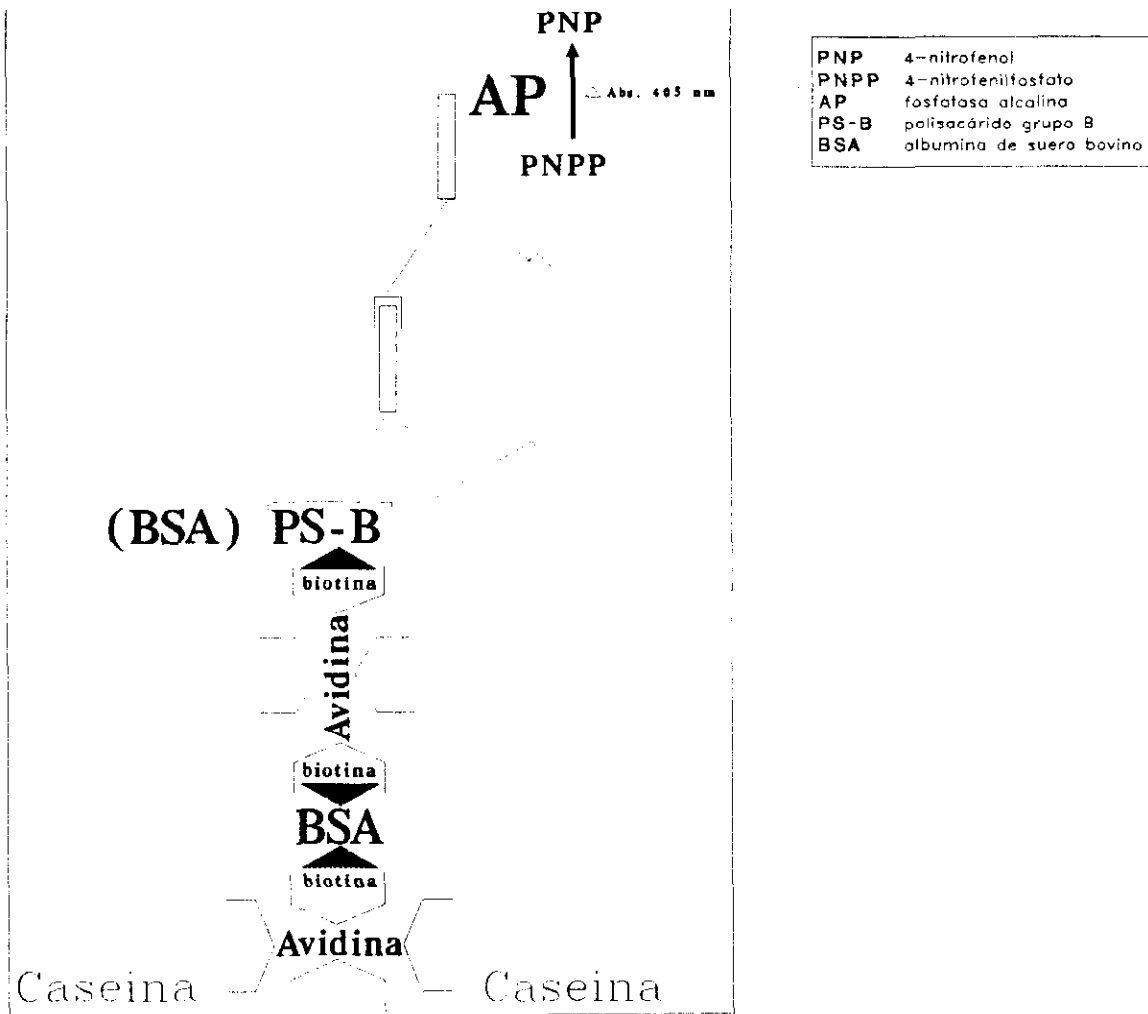 PNP
AP △ Abs. 405 nm
PNPP
PNP 4-nitrofenol
PNPP 4-nitrofenilfosfato
AP fosfatasa alcalina
PS-B polisacárido grupo B
BSA albumina de suero bovino
(BSA) PS-B
biotina
Avidina
biotina
BSA
biotina
Avidina
Caseina Caseina